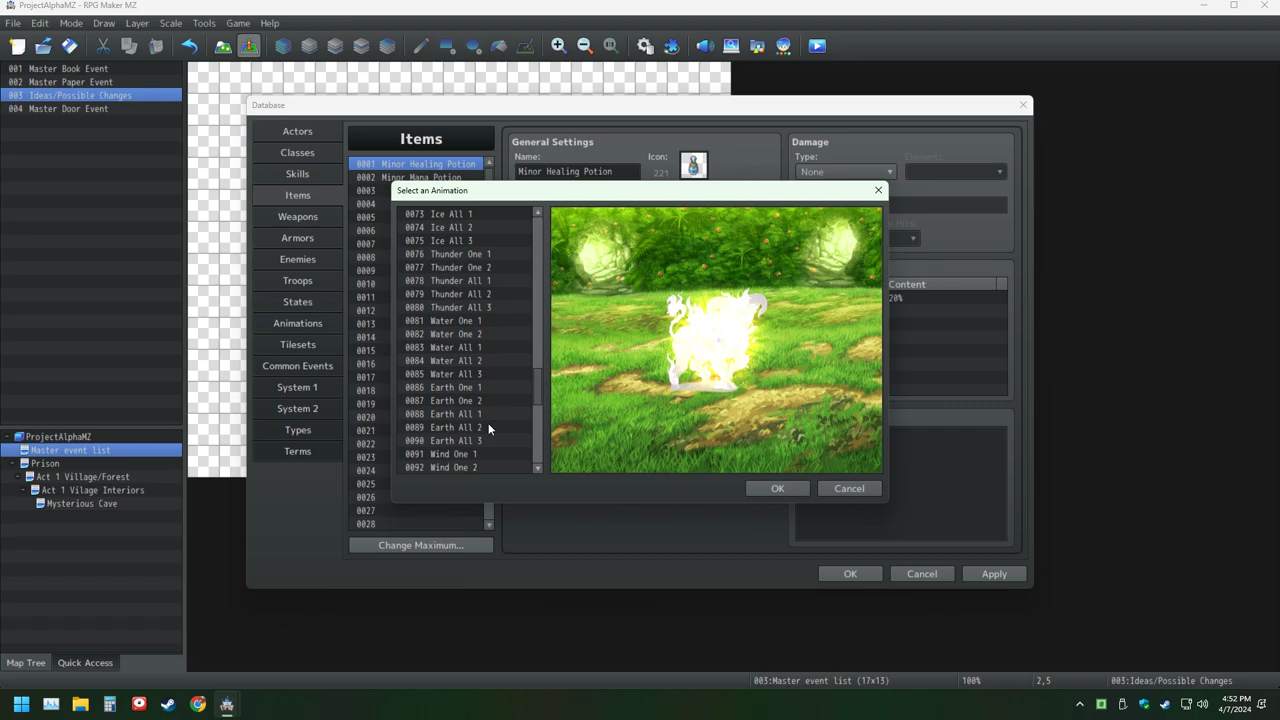 ProjectAlphaMZ - RPG Maker MZ
File Edit Mode Draw Layer Scale Tools Game Help
001 Master Book Event
002 Master Paper Event
003 Ideas/Possible Changes
004 Master Door Event
Database
Actors
Classes
Skills
Items
Weapons
Armors
Enemies
Troops
States
Animations
Tilesets
Common Events
System 1
System 2
Types
Terms
Items
0001 Minor Healing Potion
0002 Minor Mana Potion
0003
0004
0005
0006
0007
0008
0009
0010
0011
0012
0013
0014
0015
0016
0017
0018
0019
0020
0021
0022
0023
0024
0025
0026
0027
0028
Change Maximum...
General Settings
Name:
Icon:
Minor Healing Potion
221
Damage
Type:
Element:
None
Content
20%
Select an Animation
0073 Ice All 1
0074 Ice All 2
0075 Ice All 3
0076 Thunder One 1
0077 Thunder One 2
0078 Thunder All 1
0079 Thunder All 2
0080 Thunder All 3
0081 Water One 1
0082 Water One 2
0083 Water All 1
0084 Water All 2
0085 Water All 3
0086 Earth One 1
0087 Earth One 2
0088 Earth All 1
0089 Earth All 2
0090 Earth All 3
0091 Wind One 1
0092 Wind One 2
OK Cancel
OK Cancel Apply
ProjectAlphaMZ
Master event list
Prison
Act 1 Village/Forest
Act 1 Vilage Interiors
Mysterious Cave
Map Tree Quick Access
003:Master event list (17x13) 100% 2,5 003:Ideas/Possible Changes
4:52 PM
4/7/2024